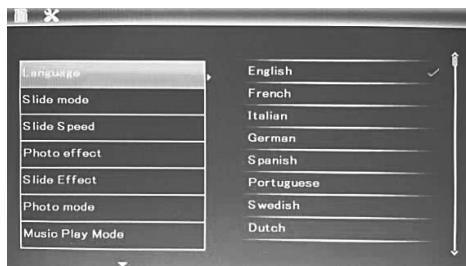 Language
Slide mode
Slide Speed
Photo effect
Slide Effect
Photo mode
Music Play Mode
English
French
Italian
German
Spanish
Portuguese
Swedish
Dutch